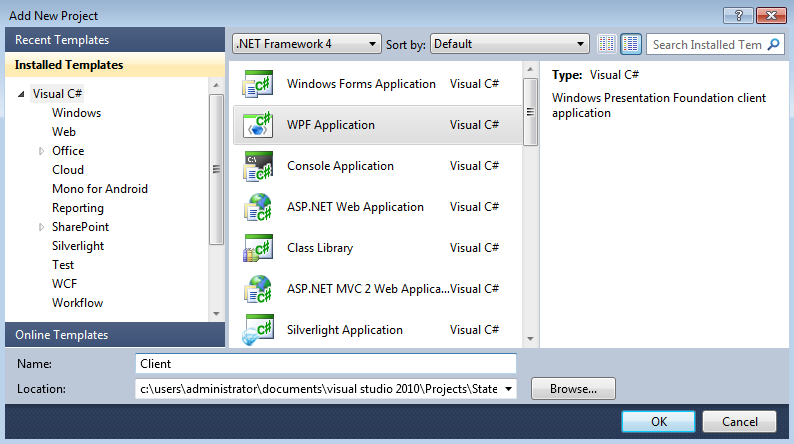 Add New Project
Recent Templates
Installed Templates
Visual C#
Windows
Web
Office
Cloud
Mono for Android
Reporting
SharePoint
Silverlight
Test
WCF
Workflow
Online Templates
.NET Framework 4
Sort by: Default
Search Installed Tem
Windows Forms Application Visual C#
WPF Application Visual C#
Console Application Visual C#
ASP.NET Web Application Visual C#
Class Library Visual C#
ASP.NET MVC 2 Web Applica...Visual C#
Silverlight Application Visual C#
Type: Visual C#
Windows Presentation Foundation client
application
Name: Client
Location: c:\users\administrator\documents\visual studio 2010\Projects\State
Browse...
OK
Cancel